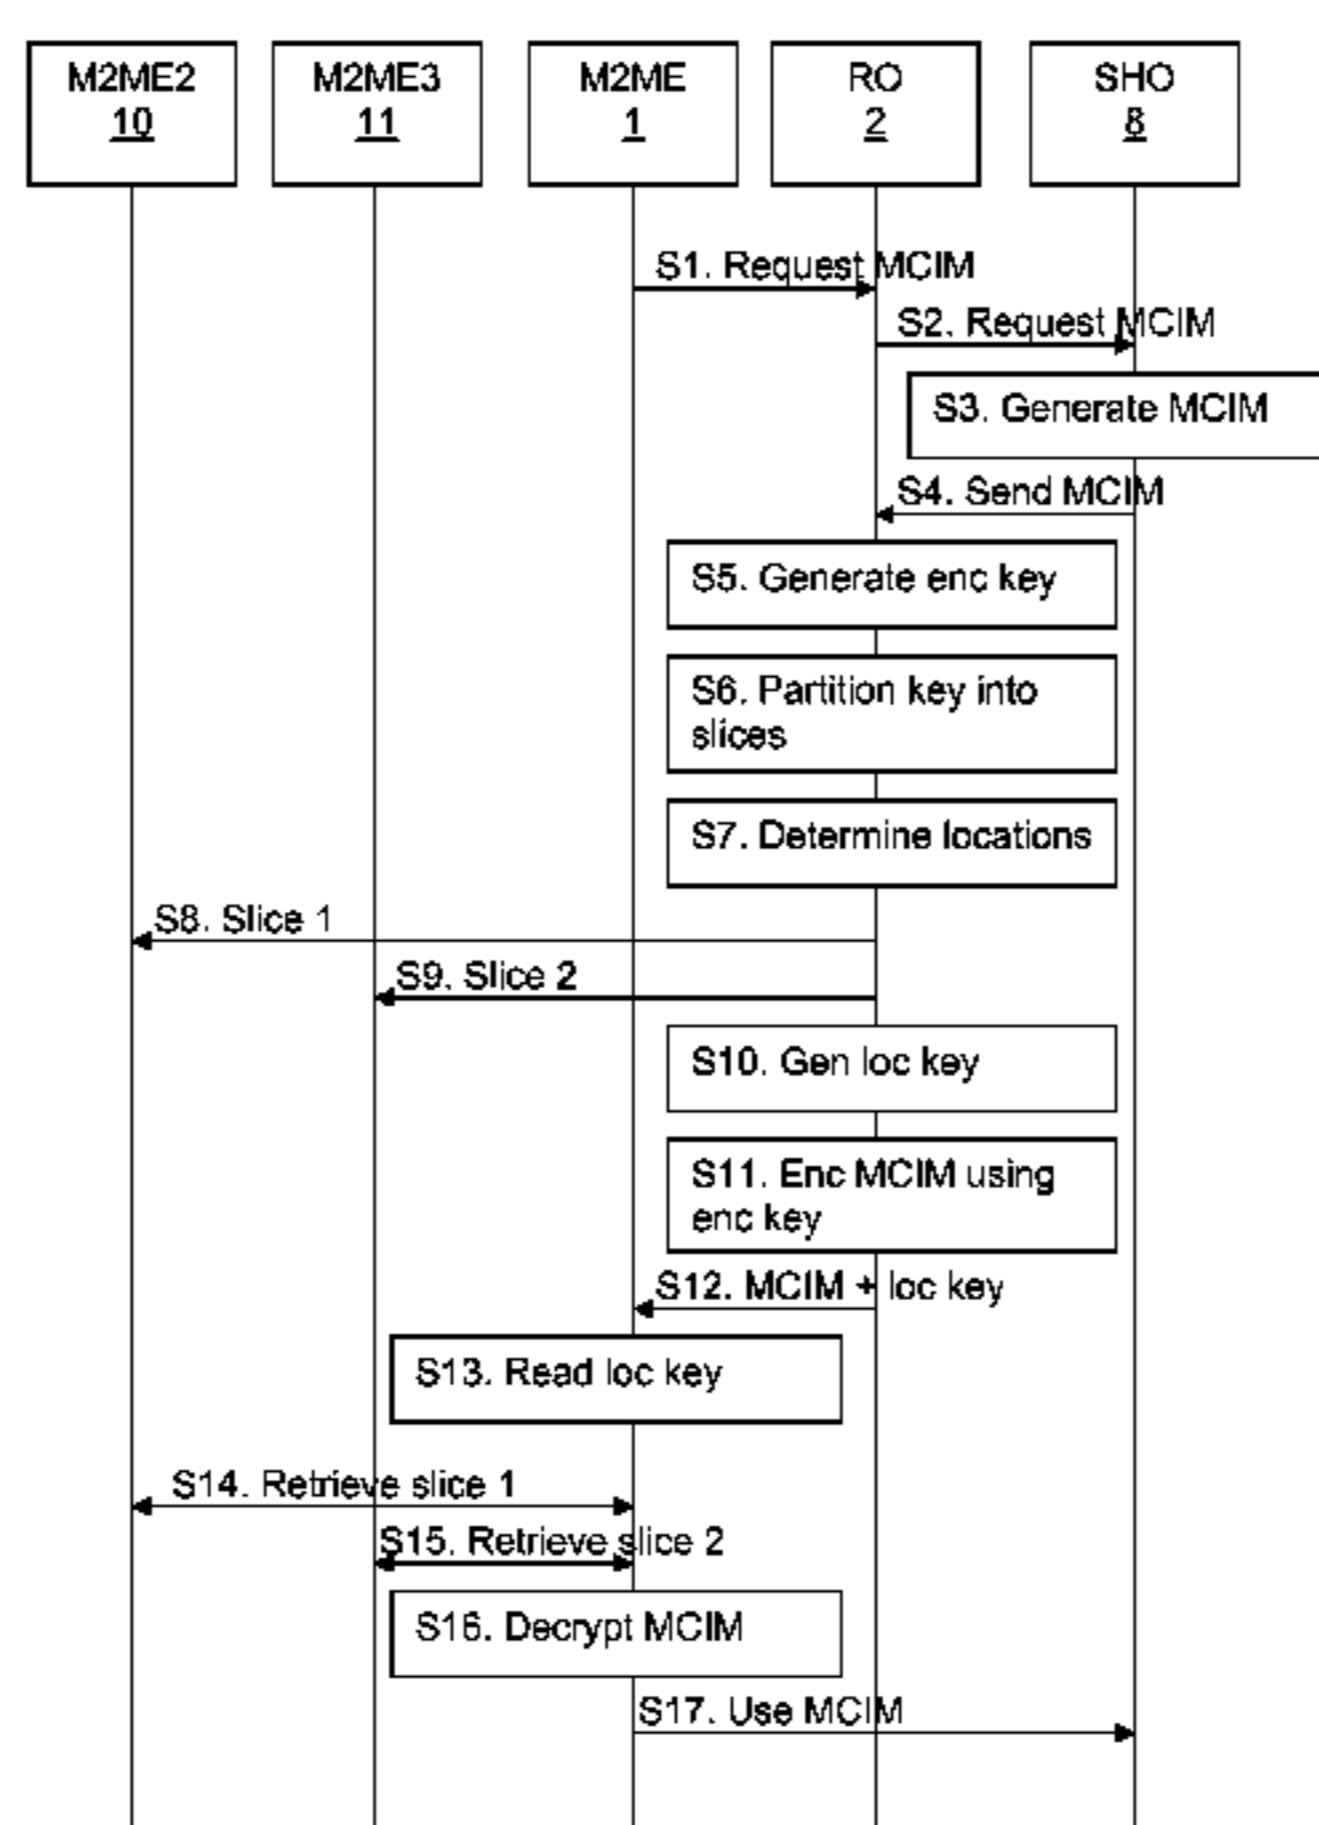 M2ME2
10
M2ME3
11
M2ME
1
RO
2
SHO
8
S1. Request MCIM
S2. Request MCIM
S3. Generate MCIM
S4. Send MCIM
S5. Generate enc key
S6. Partition key into
slices
S7. Determine locations
S8. Slice 1
S9. Slice 2
S10. Gen loc key
S11. Enc MCIM using
enc key
S12. MCIM + loc key
S13. Read loc key
S14. Retrieve slice 1
S15. Retrieve slice 2
S16. Decrypt MCIM
S17. Use MCIM